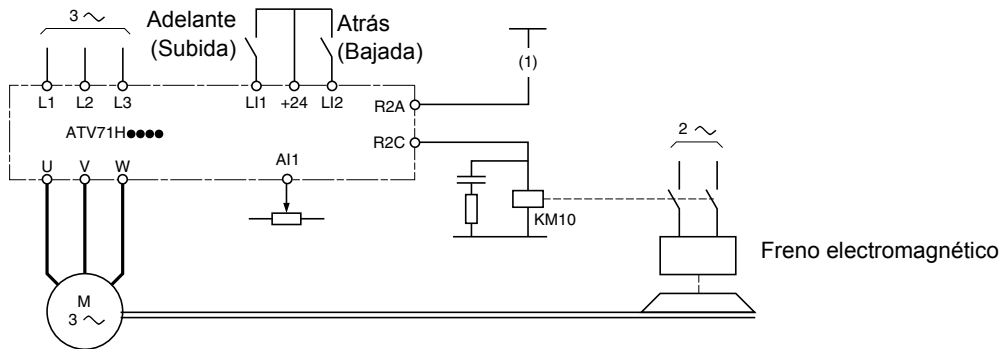 3 ∼
Adelante
(Subida)
Atrás
(Bajada)
(1)
L1 L2 L3
LI1 +24 LI2
R2A
ATV71H●●●●
R2C
2 ∼
U V W
AI1
KM10
Freno electromagnético
M
3 ∼